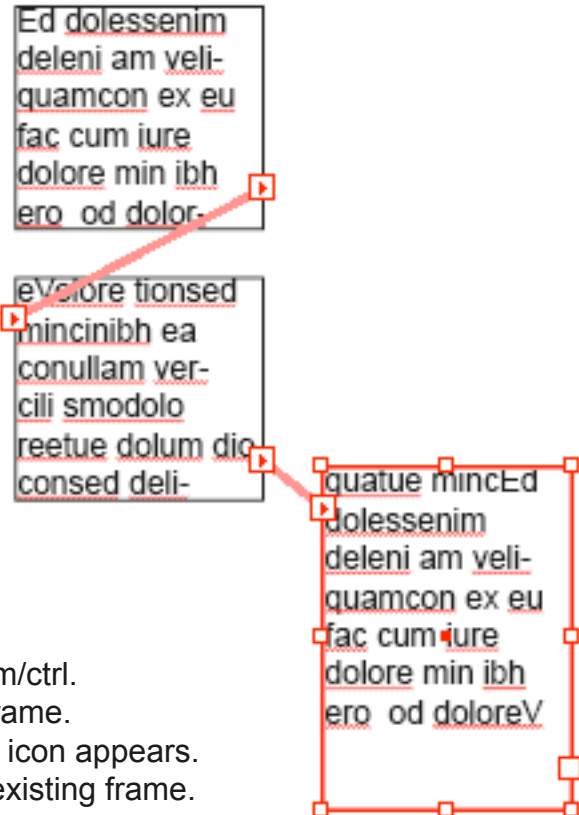 Ed dolessenim
deleni am veli-
quamcon ex eu
fac cum iure
dolore min ibh
ero od dolor-
eVolore tionsed
mincinibh ea
conullam ver-
cili smodolo
reetue dolum dio
consed deli-
quatue mincEd
dolessenim
deleni am veli-
quamcon ex eu
fac cum iure
dolore min ibh
ero od doloreV
m/ctrl.
rame.
icon appears.
existing frame.